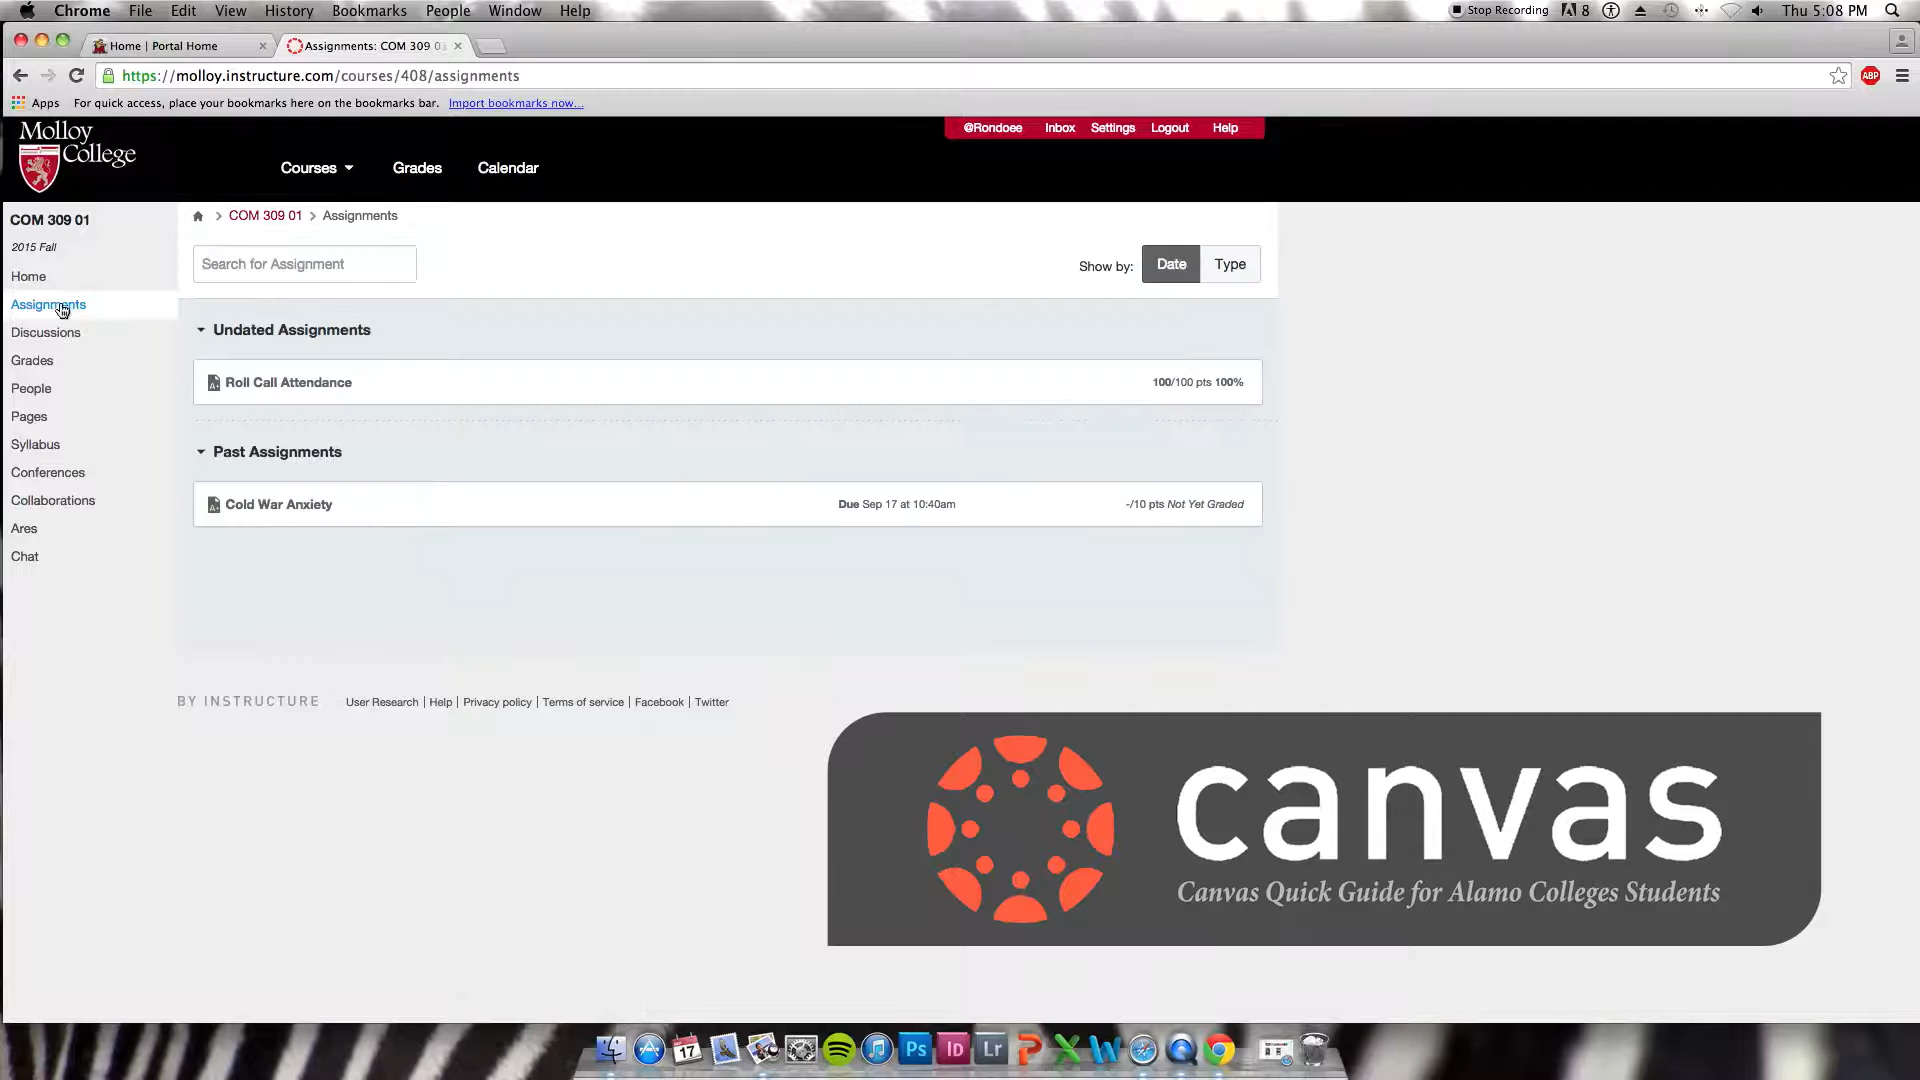 Chrome File Edit View History Bookmarks People Window Help Stop Recording 8 Thu 5:08 PM
Home | Portal Home Assignments: COM 309 01
https://molloy.instructure.com/courses/408/assignments ABP
Apps For quick access, place your bookmarks here on the bookmarks bar. Import bookmarks now...
Molloy College
@Rondoee Inbox Settings Logout Help
Courses Grades Calendar
COM 309 01
2015 Fall
Home
Assignments
Discussions
Grades
People
Pages
Syllabus
Conferences
Collaborations
Ares
Chat
COM 309 01 > Assignments
Search for Assignment
Show by: Date Type
Undated Assignments
Roll Call Attendance 100/100 pts 100%
Past Assignments
Cold War Anxiety Due Sep 17 at 10:40am -/10 pts Not Yet Graded
BY INSTRUCTURE User Research | Help | Privacy policy | Terms of service | Facebook | Twitter
canvas
Canvas Quick Guide for Alamo Colleges Students
17 Ps Id Lr